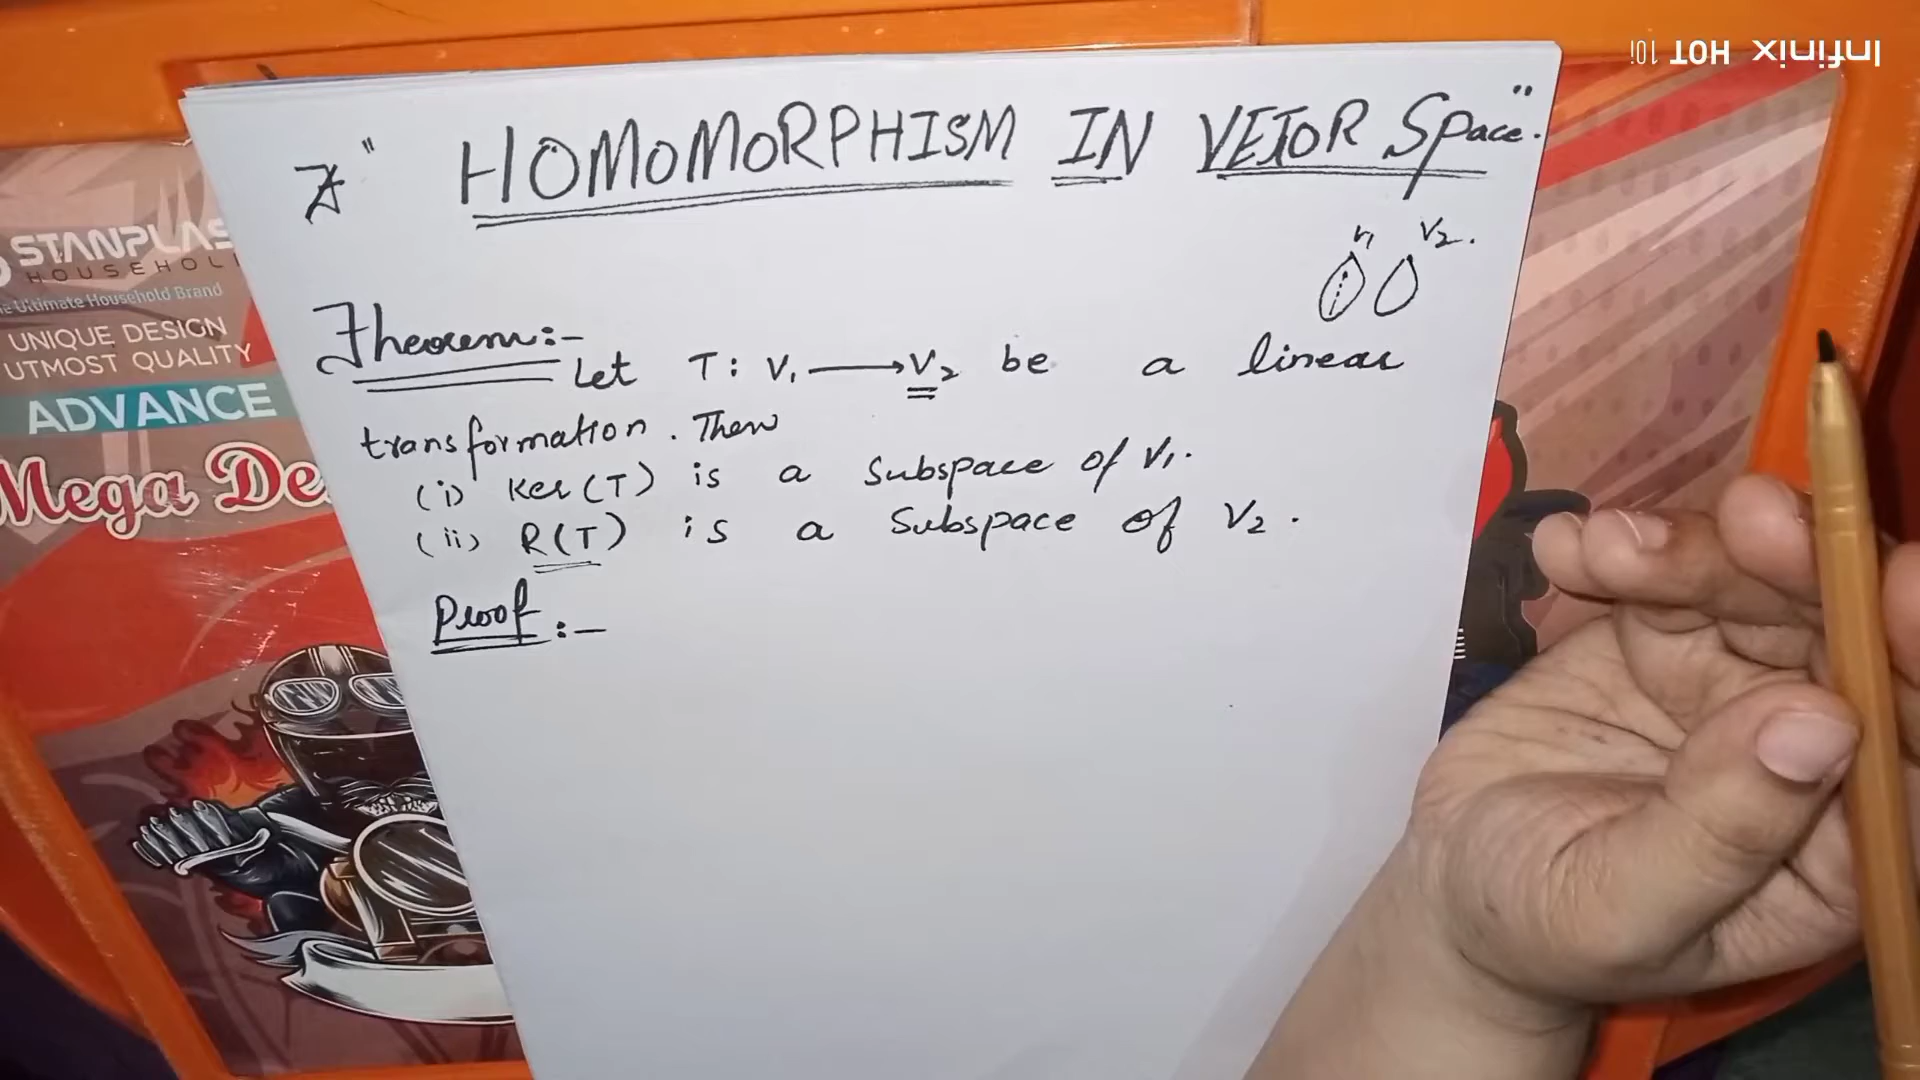 Infinix HOT 10i
" HOMOMORPHISM IN VECTOR Space."
V₁ V₂.
Theorem:-
Let T: V₁ ⟶ V₂ be a linear
transformation. Then
(i) Ker(T) is a Subspace of V₁.
(ii) R(T) is a Subspace of V₂.
Proof :-
STANPLAS
HOUSEHOL
e Ultimate Household Brand
UNIQUE DESIGN
UTMOST QUALITY
ADVANCE
Mega De